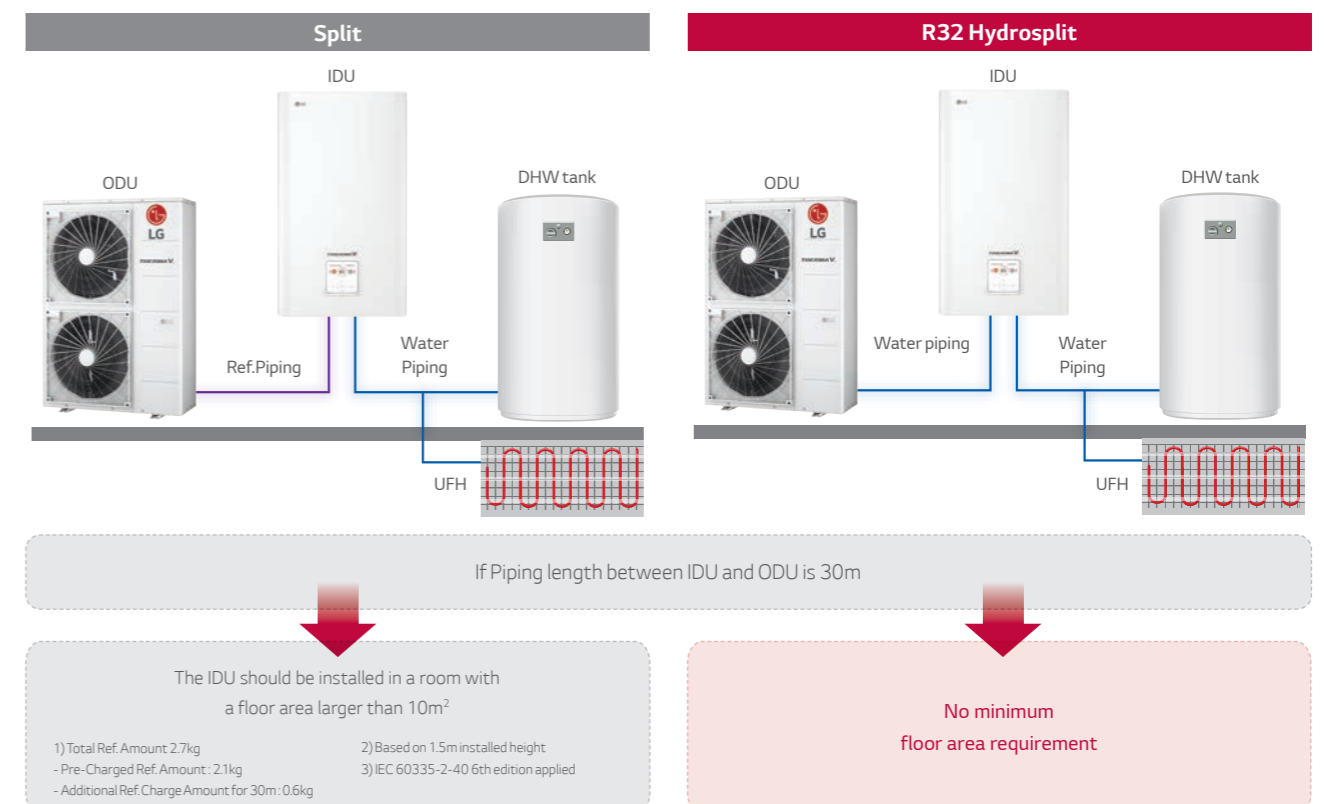 Split
IDU
ODU
LG
THERMA V.
DHW tank
Ref.Piping
Water
Piping
UFH
R32 Hydrosplit
IDU
ODU
LG
THERMA V.
DHW tank
Water piping
Water
Piping
UFH
If Piping length between IDU and ODU is 30m
The IDU should be installed in a room with
a floor area larger than 10m²
1) Total Ref. Amount 2.7kg
- Pre-Charged Ref. Amount : 2.1kg
- Additional Ref. Charge Amount for 30m : 0.6kg
2) Based on 1.5m installed height
3) IEC 60335-2-40 6th edition applied
No minimum
floor area requirement